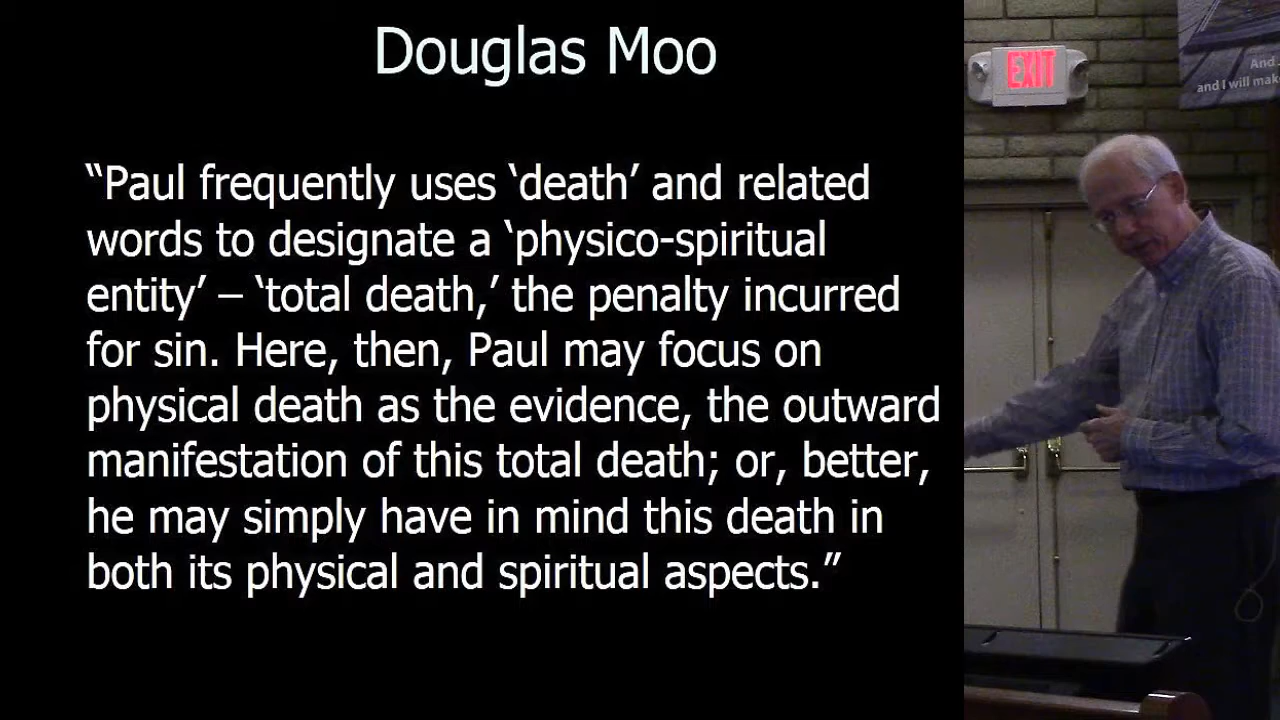 Douglas Moo
“Paul frequently uses ‘death’ and related
words to designate a ‘physico-spiritual
entity’ – ‘total death,’ the penalty incurred
for sin. Here, then, Paul may focus on
physical death as the evidence, the outward
manifestation of this total death; or, better,
he may simply have in mind this death in
both its physical and spiritual aspects.”
EXIT
And
and I will make